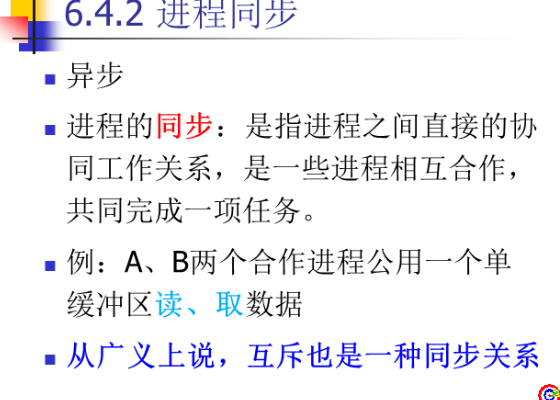 6.4.2 进程同步
异步
进程的同步：是指进程之间直接的协
同工作关系，是一些进程相互合作，
共同完成一项任务。
例：A、B两个合作进程公用一个单
缓冲区读、取数据
从广义上说，互斥也是一种同步关系